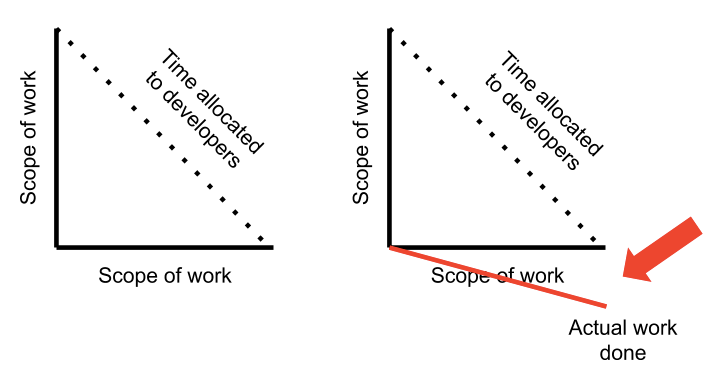 Scope of work
Time allocated
to developers
Scope of work
Scope of work
Time allocated
to developers
Scope of work
Actual work
done